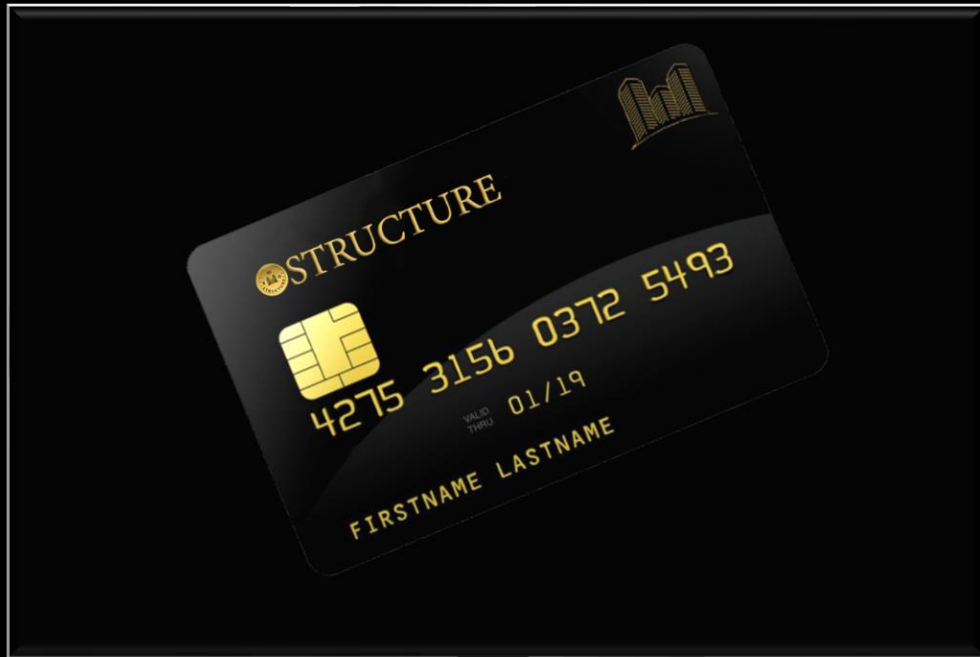 STRUCTURE
4275 3156 0372 5493
VALID
THRU
01/19
FIRSTNAME LASTNAME